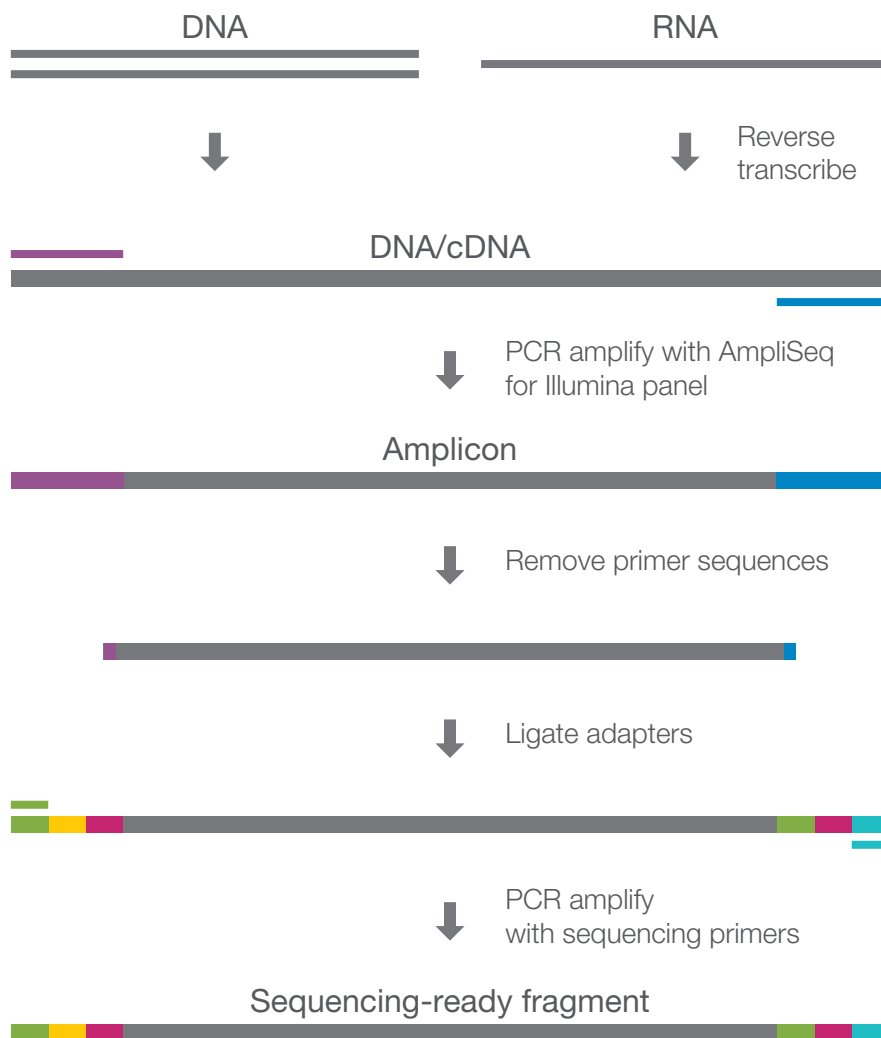 DNA
RNA
Reverse
transcribe
DNA/cDNA
PCR amplify with AmpliSeq
for Illumina panel
Amplicon
Remove primer sequences
Ligate adapters
PCR amplify
with sequencing primers
Sequencing-ready fragment